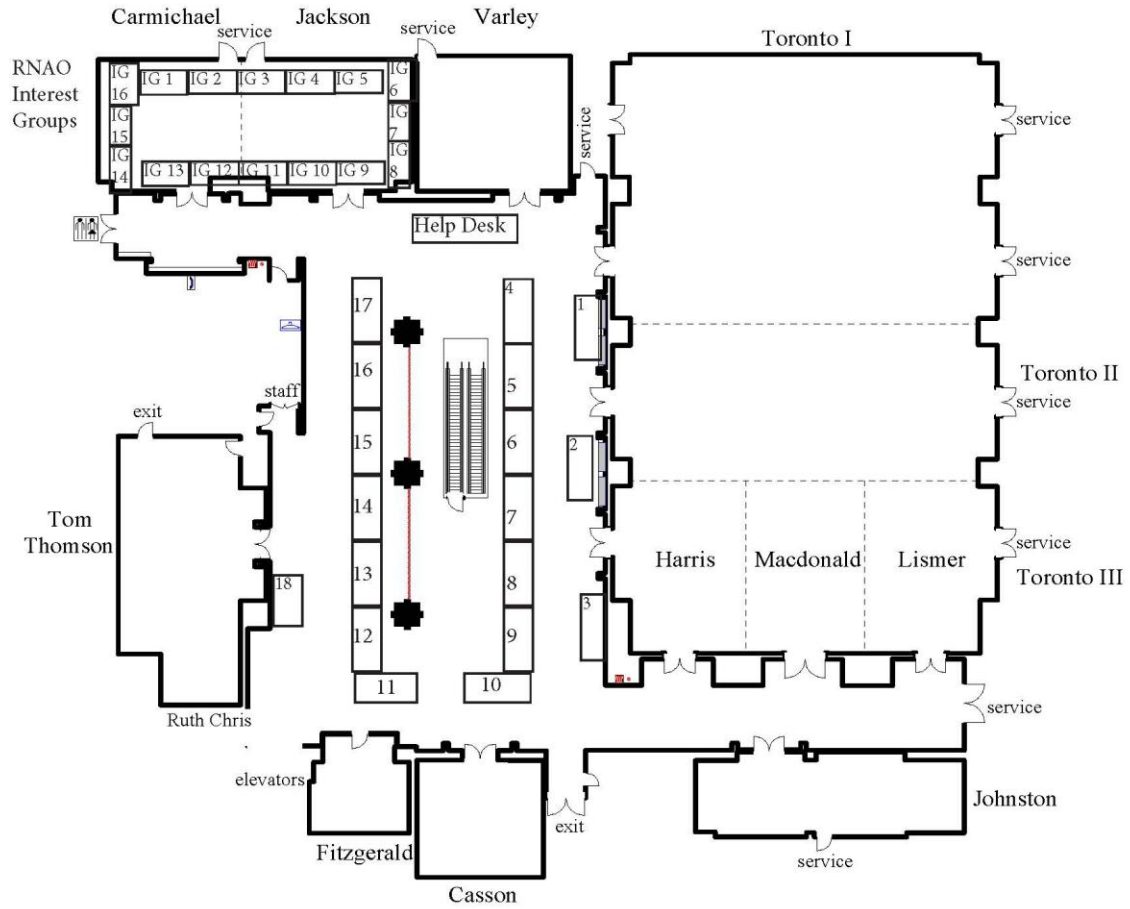 Carmichael
Jackson
Varley
service
service
Toronto I
RNAO
Interest
Groups
IG
16
IG 1
IG 2
IG 3
IG 4
IG 5
IG
6
IG
15
IG
7
IG
14
IG
8
IG 13
IG 12
IG 11
IG 10
IG 9
service
service
Help Desk
service
17
4
1
16
5
Toronto II
staff
service
exit
15
6
2
14
7
Tom
Thomson
13
8
Harris
Macdonald
Lismer
service
Toronto III
18
12
9
3
11
10
Ruth Chris
service
elevators
Johnston
exit
Fitzgerald
service
Casson